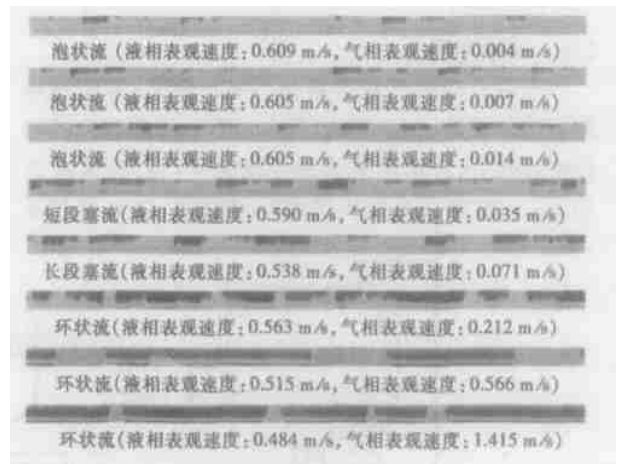 泡状流 (液相表观速度:0.609 m/s,气相表观速度:0.004 m/s)
泡状流 (液相表观速度:0.605 m/s,气相表观速度:0.007 m/s)
泡状流 (液相表观速度:0.605 m/s,气相表观速度:0.014 m/s)
短段塞流(液相表观速度:0.590 m/s,气相表观速度:0.035 m/s)
长段塞流(液相表观速度:0.538 m/s,气相表观速度:0.071 m/s)
环状流(液相表观速度:0.563 m/s,气相表观速度:0.212 m/s)
环状流(液相表观速度:0.515 m/s,气相表观速度:0.566 m/s)
环状流(液相表观速度:0.484 m/s,气相表观速度:1.415 m/s)